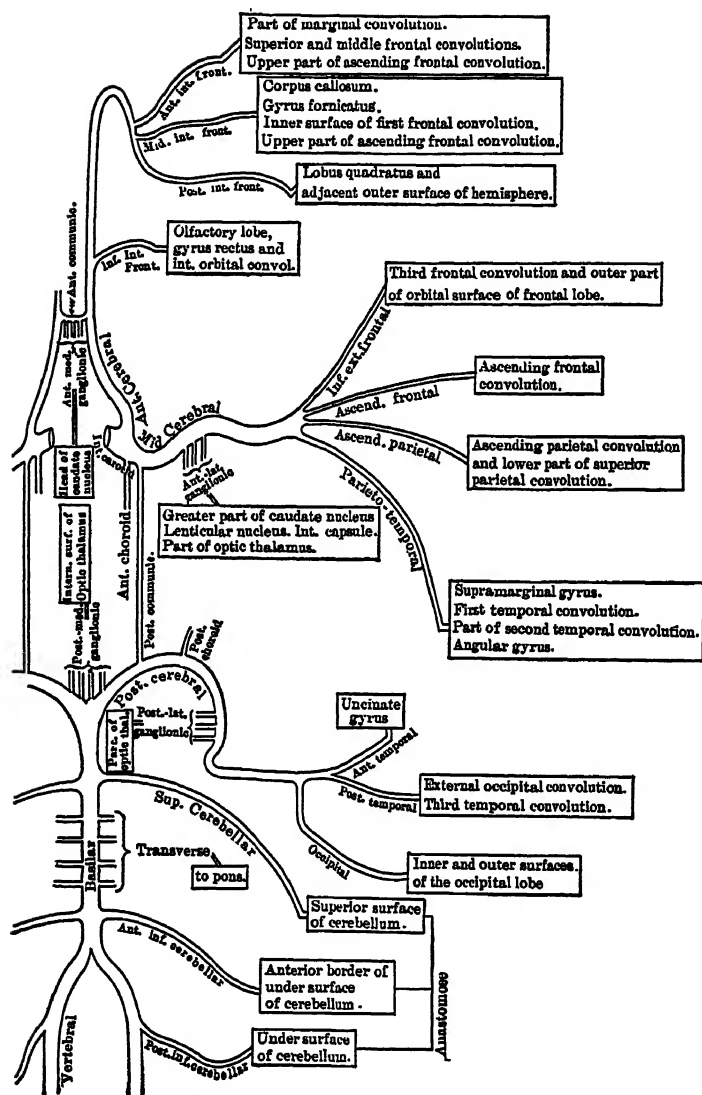 Part of marginal convolution.
Superior and middle frontal convolutions.
Upper part of ascending frontal convolution.
Ant. int. front.
Corpus callosum.
Gyrus fornicatus.
Inner surface of first frontal convolution.
Upper part of ascending frontal convolution.
Mid. int. front.
Lobus quadratus and
adjacent outer surface of hemisphere.
Post. int. front.
Ant. communic.
Olfactory lobe,
gyrus rectus and
int. orbital convol.
Inf. Int.
Front.
Third frontal convolution and outer part
of orbital surface of frontal lobe.
Inf. ext. frontal
Ant. med.
ganglionic
Ant. Cerebral
Mid. Cerebral
Ascending frontal
convolution.
Ascend. frontal
Ascend. parietal
Ascending parietal convolution
and lower part of superior
parietal convolution.
Head of
caudate
nucleus
Int. carotid
Ant.-lat.
ganglionic
Greater part of caudate nucleus
Lenticular nucleus. Int. capsule.
Part of optic thalamus.
Parieto-temporal
Intern. surf. of
Optic thalamus
Ant. choroid
Post. communic.
Supramarginal gyrus.
First temporal convolution.
Part of second temporal convolution.
Angular gyrus.
Post.-med.
ganglionic
Post. choroid
Post. cerebral
Part. of
optic thal.
Post.-lat.
ganglionic
Uncinate
gyrus
Ant. temporal
Post. temporal
External occipital convolution.
Third temporal convolution.
Sup. Cerebellar
Occipital
Inner and outer surfaces.
of the occipital lobe
Basilar
Transverse
to pons.
Superior surface
of cerebellum.
Ant. inf. cerebellar
Anterior border of
under surface
of cerebellum.
Anastomose
Vertebral
Post. inf. cerebellar
Under surface
of cerebellum.